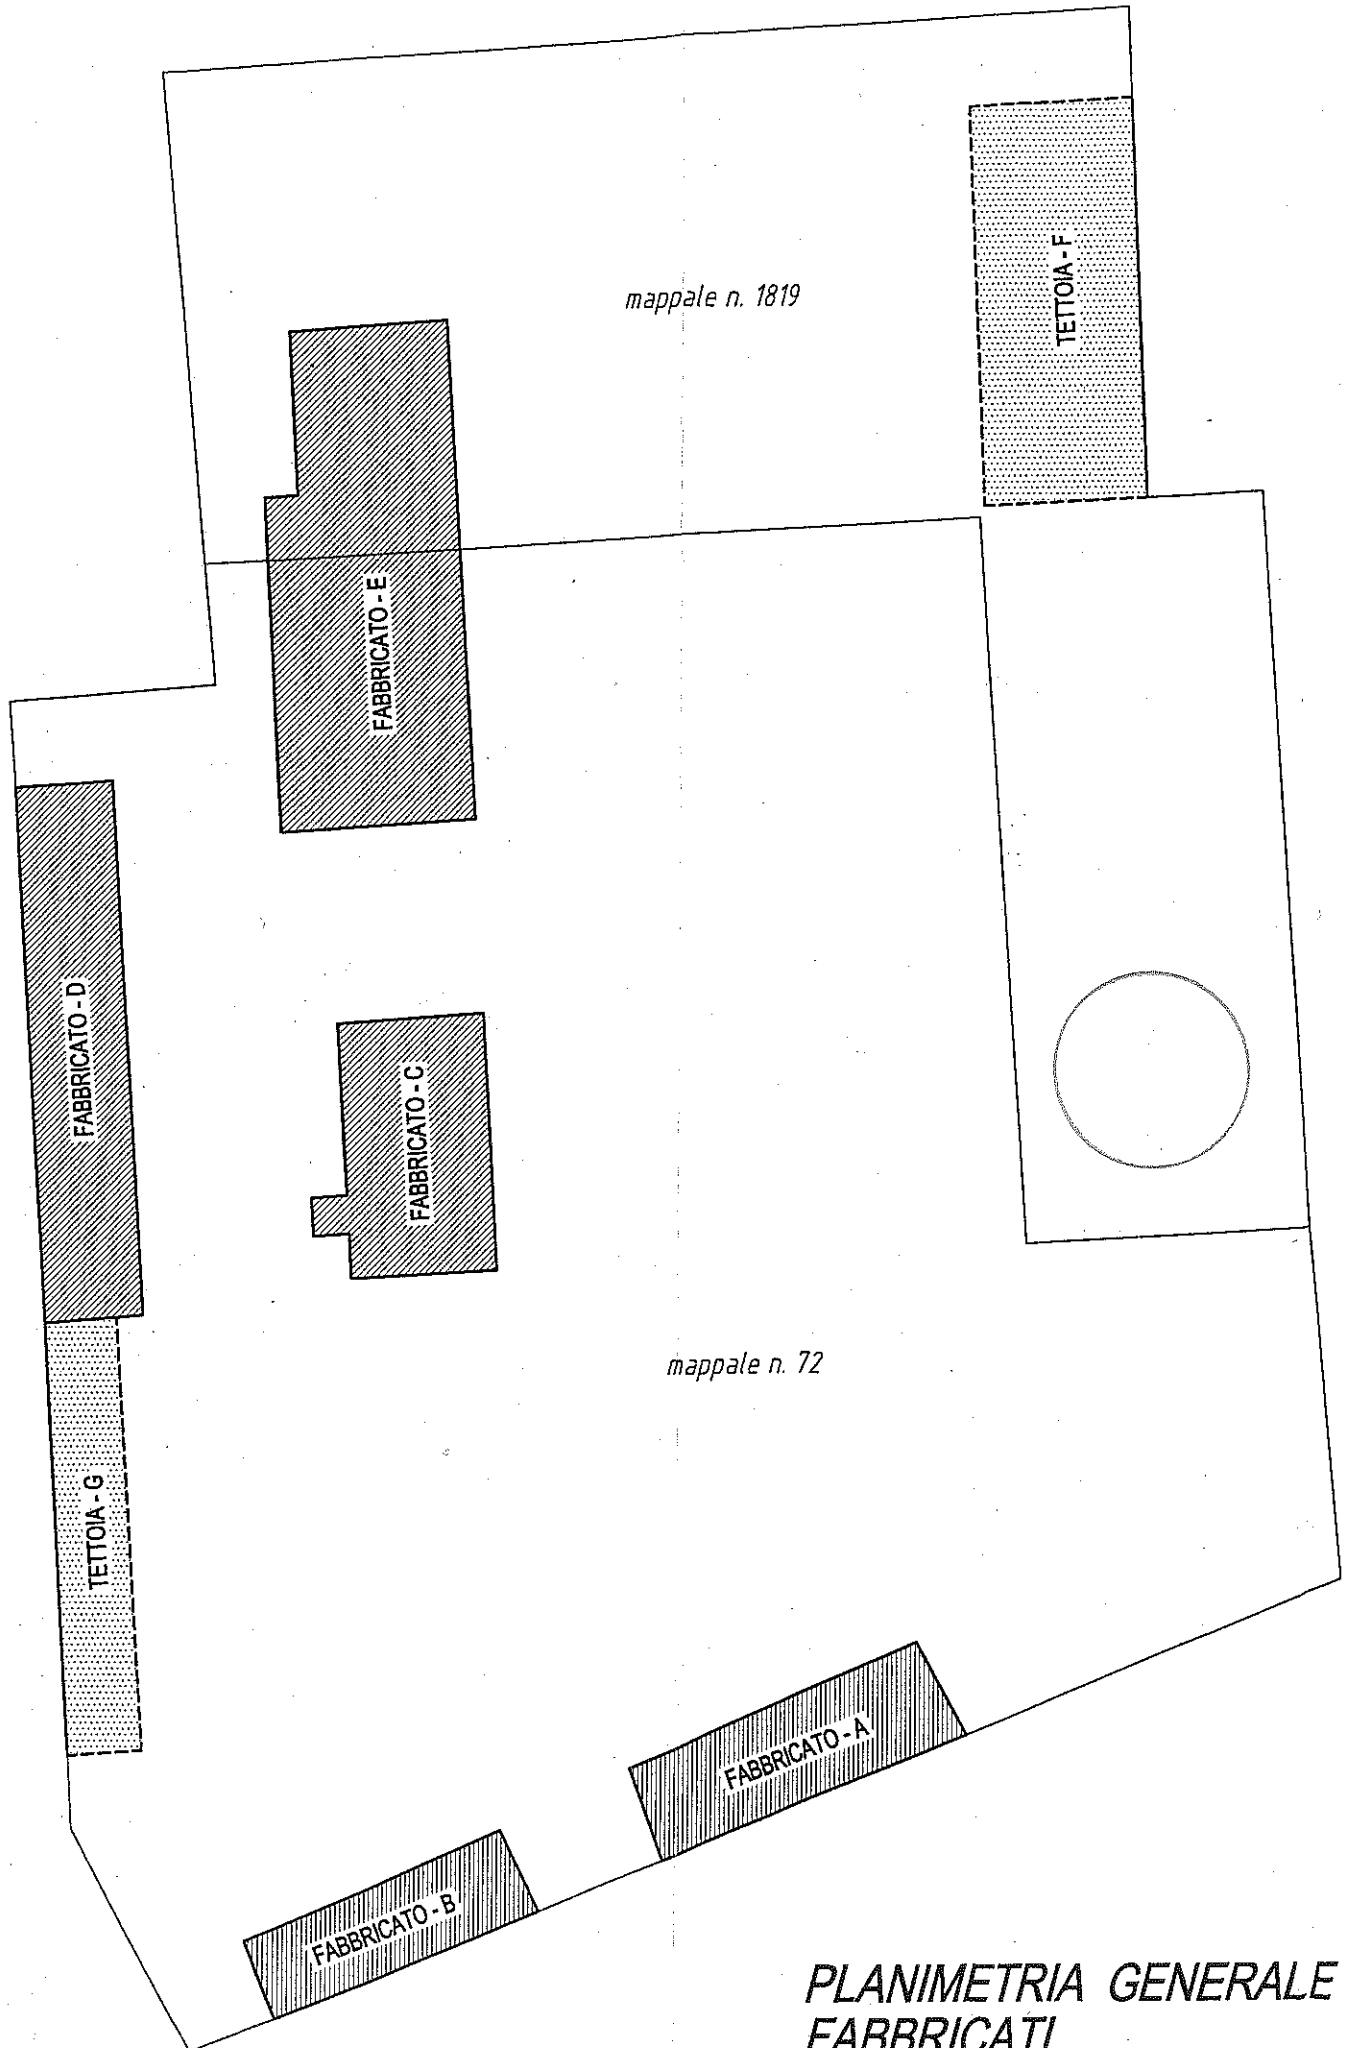 mappale n. 1819
TETTOIA - F
FABBRICATO - E
FABBRICATO - D
FABBRICATO - C
mappale n. 72
TETTOIA - G
FABBRICATO - A
FABBRICATO - B
PLANIMETRIA GENERALE
FABBRICATI